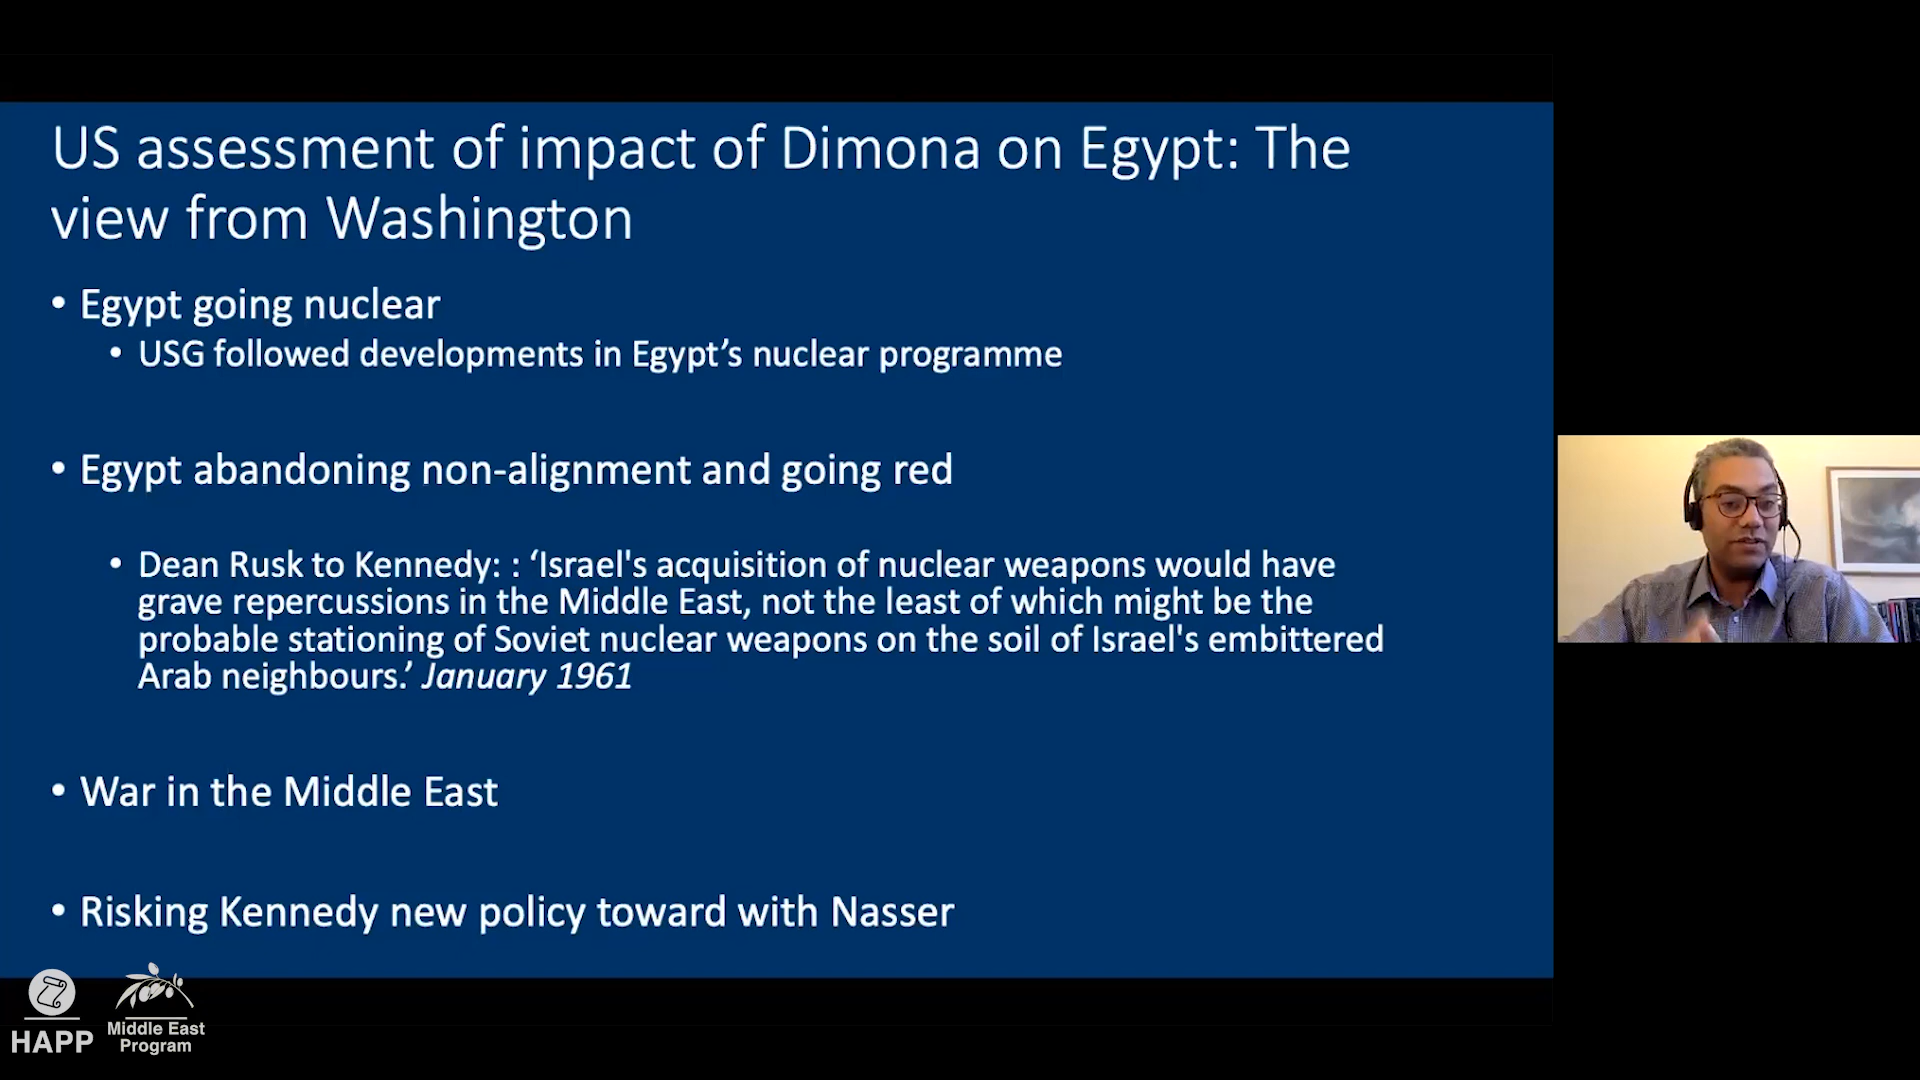 US assessment of impact of Dimona on Egypt: The
view from Washington
• Egypt going nuclear
• USG followed developments in Egypt’s nuclear programme
• Egypt abandoning non-alignment and going red
• Dean Rusk to Kennedy: : ‘Israel's acquisition of nuclear weapons would have
grave repercussions in the Middle East, not the least of which might be the
probable stationing of Soviet nuclear weapons on the soil of Israel's embittered
Arab neighbours.’ January 1961
• War in the Middle East
• Risking Kennedy new policy toward with Nasser
HAPP
Middle East
Program